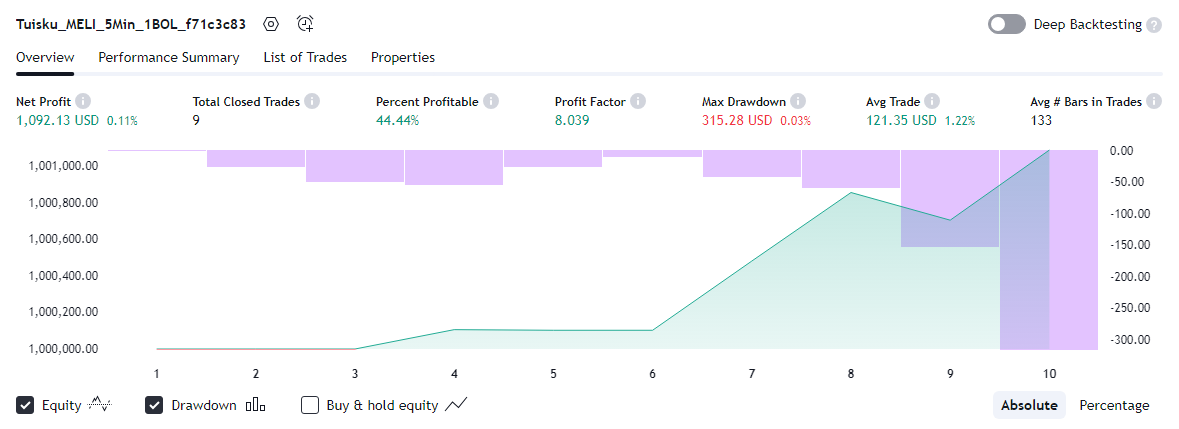 Tuisku_MELI_5Min_1BOL_f71c3c83
Deep Backtesting ?
Overview Performance Summary List of Trades Properties
Net Profit i Total Closed Trades i Percent Profitable i Profit Factor i Max Drawdown i Avg Trade i Avg # Bars in Trades i
1,092.13 USD 0.11% 9 44.44% 8.039 315.28 USD 0.03% 121.35 USD 1.22% 133
1,001,000.00
1,000,800.00
1,000,600.00
1,000,400.00
1,000,200.00
1,000,000.00
0.00
-50.00
-100.00
-150.00
-200.00
-250.00
-300.00
1 2 3 4 5 6 7 8 9 10
Equity Drawdown Buy & hold equity Absolute Percentage